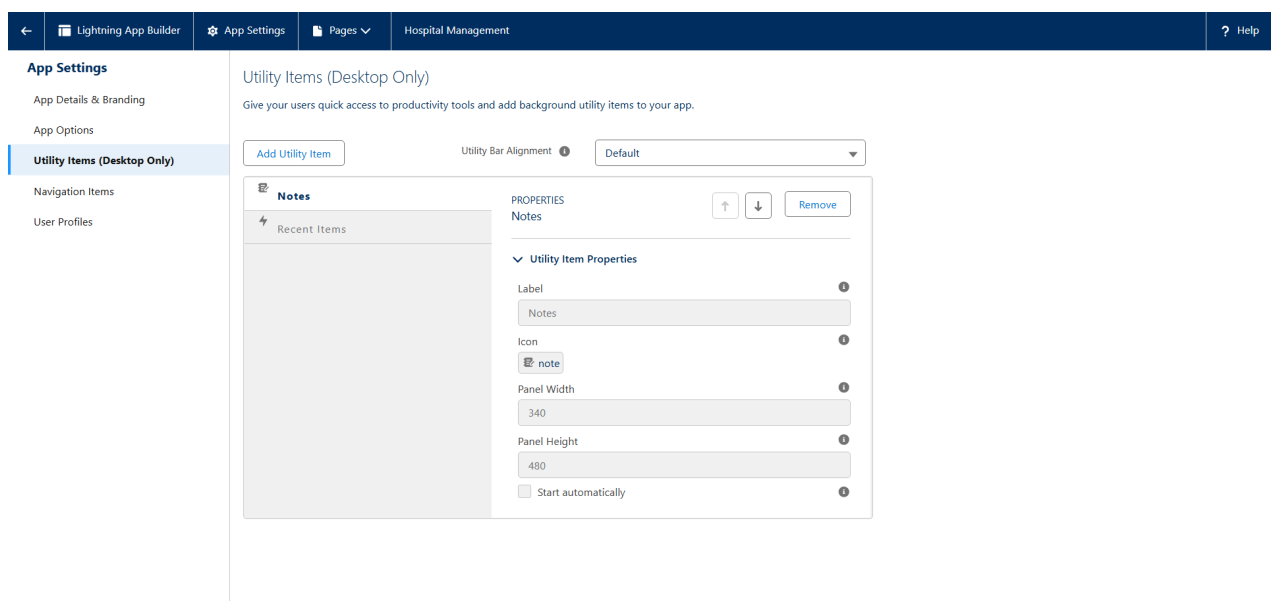 Lightning App Builder
App Settings
Pages
Hospital Management
? Help
App Settings
App Details & Branding
App Options
Utility Items (Desktop Only)
Navigation Items
User Profiles
Utility Items (Desktop Only)
Give your users quick access to productivity tools and add background utility items to your app.
Add Utility Item
Utility Bar Alignment
Default
Notes
Recent Items
PROPERTIES
Notes
Remove
Utility Item Properties
Label
Notes
Icon
note
Panel Width
340
Panel Height
480
Start automatically